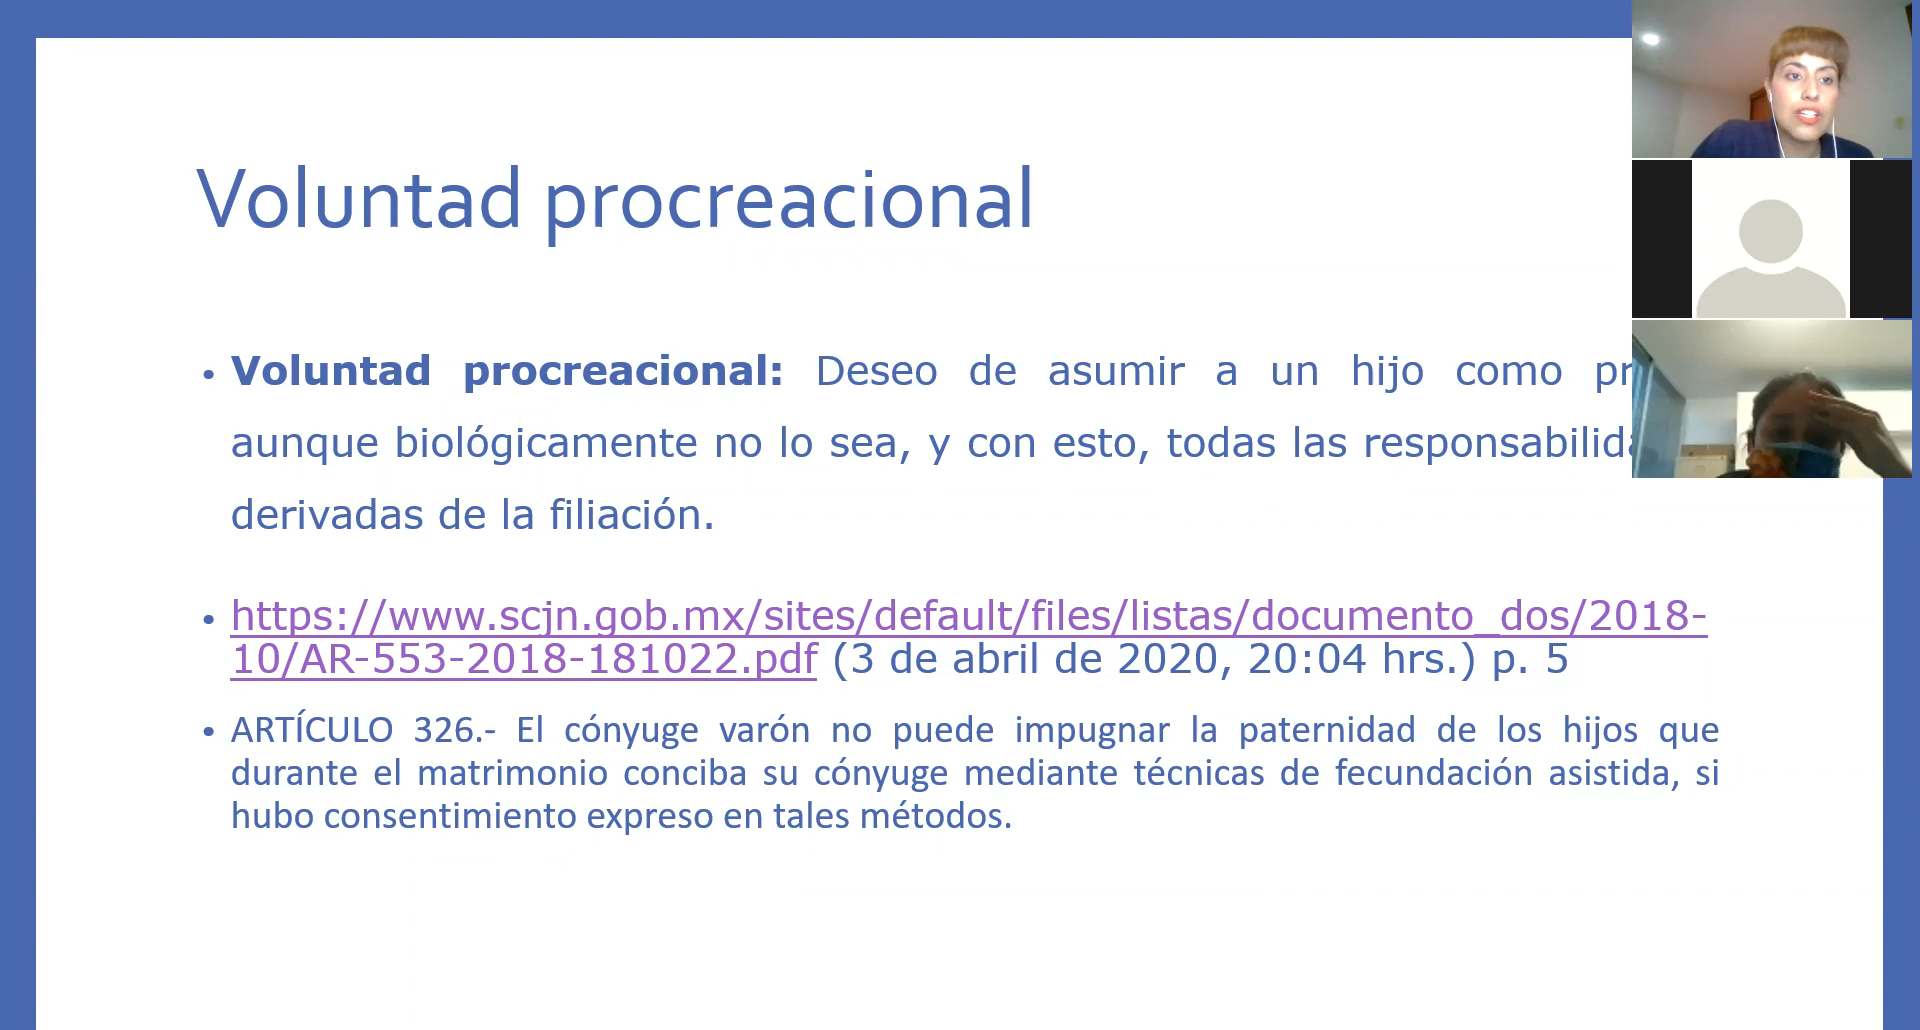 Voluntad procreacional
• Voluntad procreacional: Deseo de asumir a un hijo como
aunque biológicamente no lo sea, y con esto, todas las
derivadas de la filiación.
• https://www.scjn.gob.mx/sites/default/files/listas/documento_dos/2018-
10/AR-553-2018-181022.pdf (3 de abril de 2020, 20:04 hrs.) p. 5
• ARTÍCULO 326.- El cónyuge varón no puede impugnar la paternidad de los hijos que
durante el matrimonio conciba su cónyuge mediante técnicas de fecundación asistida, si
hubo consentimiento expreso en tales métodos.